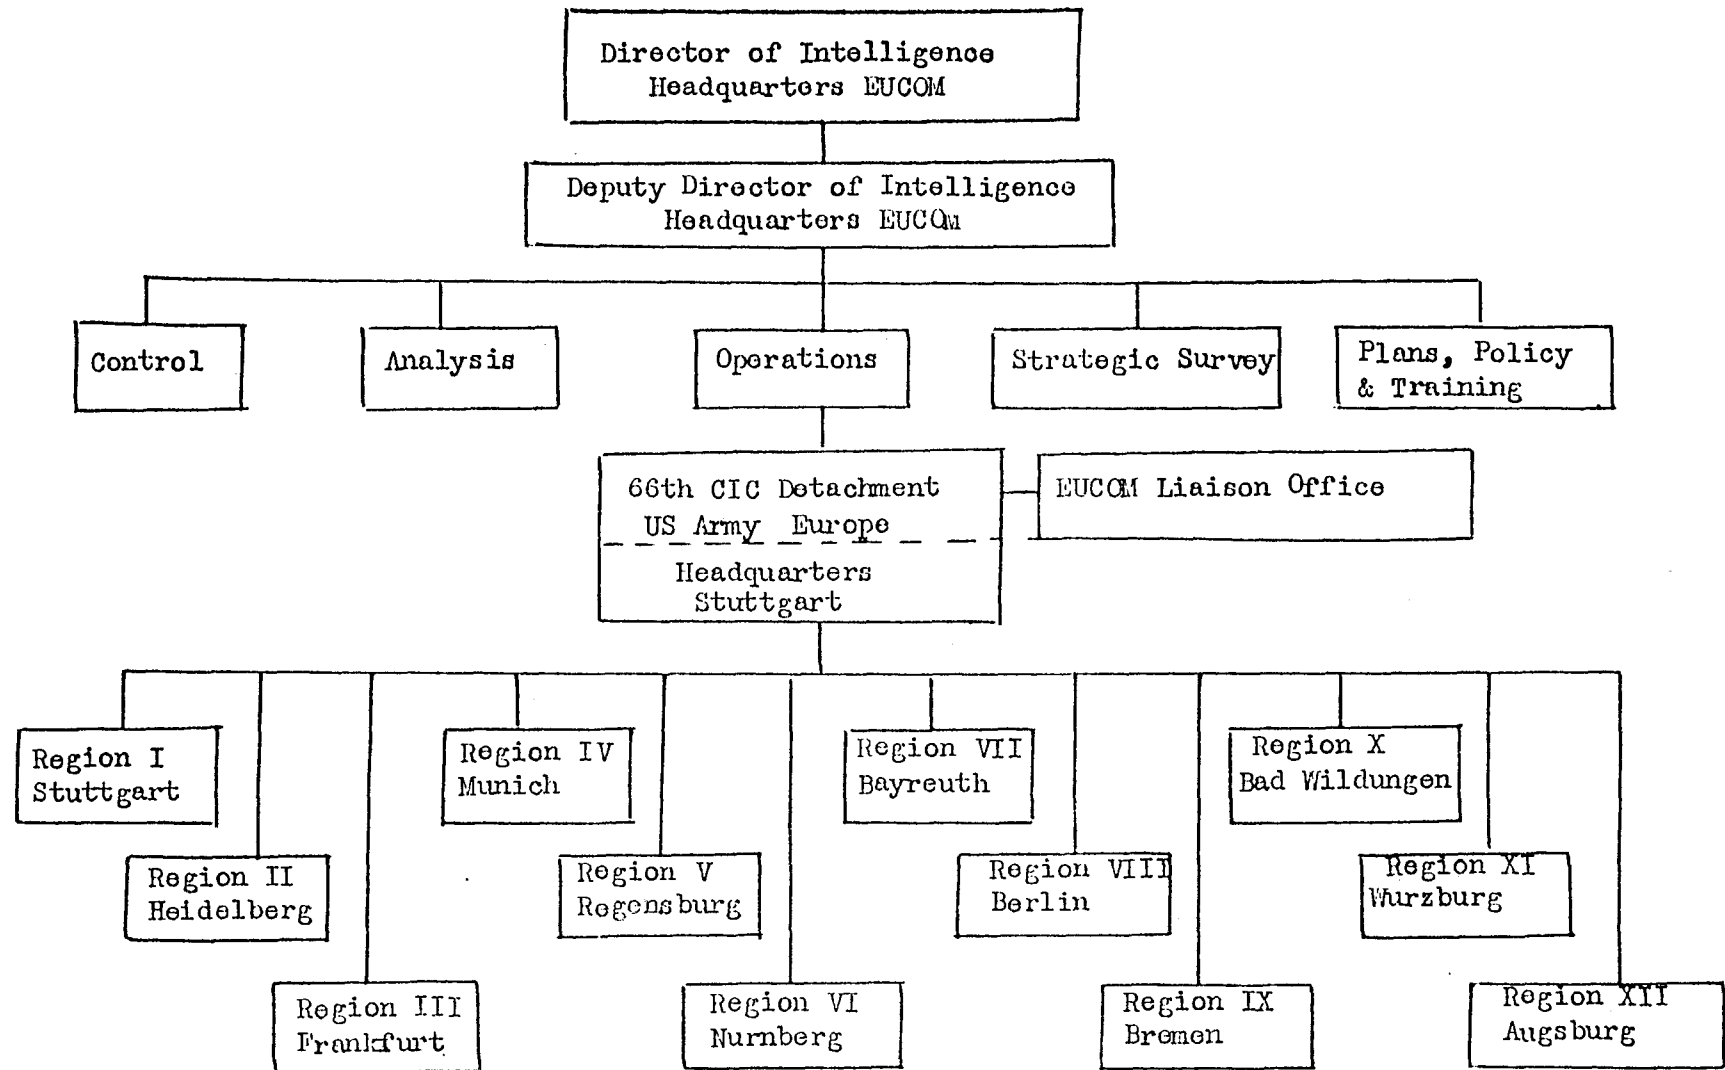 Director of Intelligence
Headquarters EUCOM
Deputy Director of Intelligence
Headquarters EUCOM
Control
Analysis
Operations
Strategic Survey
Plans, Policy
& Training
66th CIC Detachment
US Army Europe
Headquarters
Stuttgart
EUCOM Liaison Office
Region I
Stuttgart
Region II
Heidelberg
Region III
Frankfurt
Region IV
Munich
Region V
Regensburg
Region VI
Nurnberg
Region VII
Bayreuth
Region VIII
Berlin
Region IX
Bremen
Region X
Bad Wildungen
Region XI
Wurzburg
Region XII
Augsburg